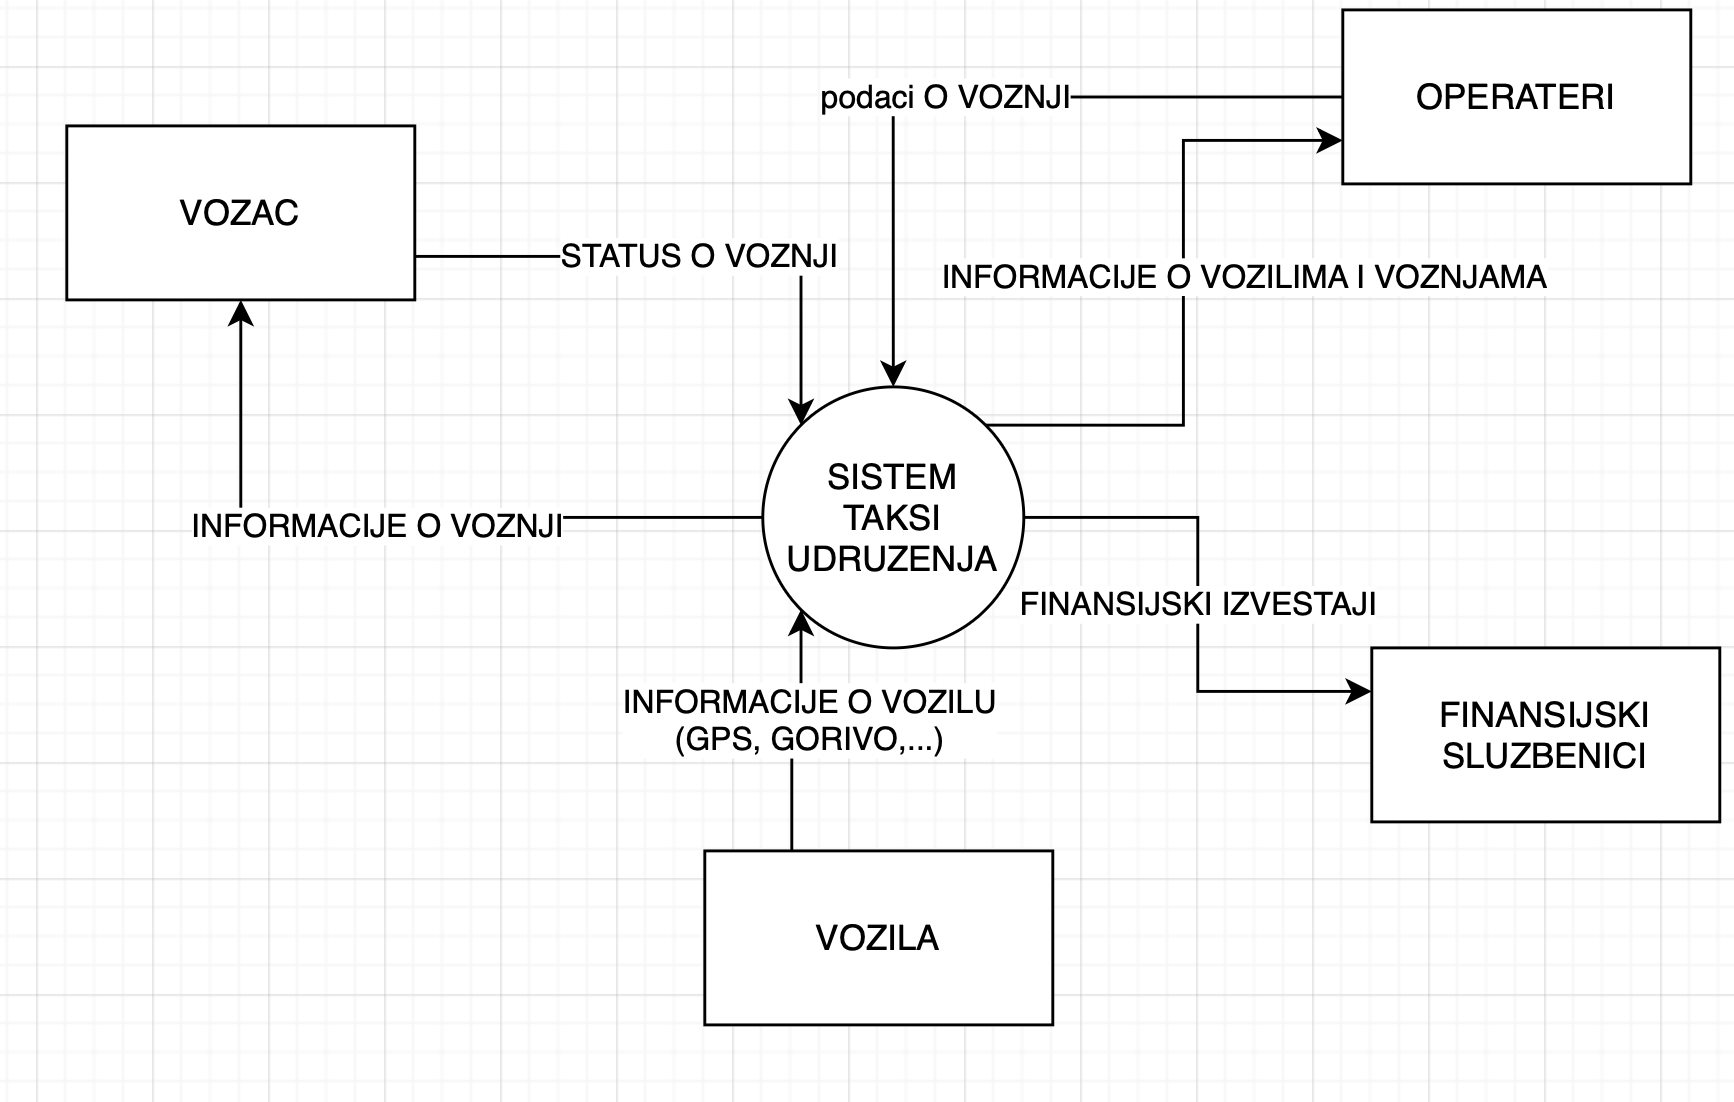 OPERATERI
podaci O VOZNJI
VOZAC
STATUS O VOZNJI
INFORMACIJE O VOZILIMA I VOZNJAMA
SISTEM
TAKSI
UDRUZENJA
INFORMACIJE O VOZNJI
FINANSIJSKI IZVESTAJI
INFORMACIJE O VOZILU
(GPS, GORIVO,...)
FINANSIJSKI
SLUZBENICI
VOZILA